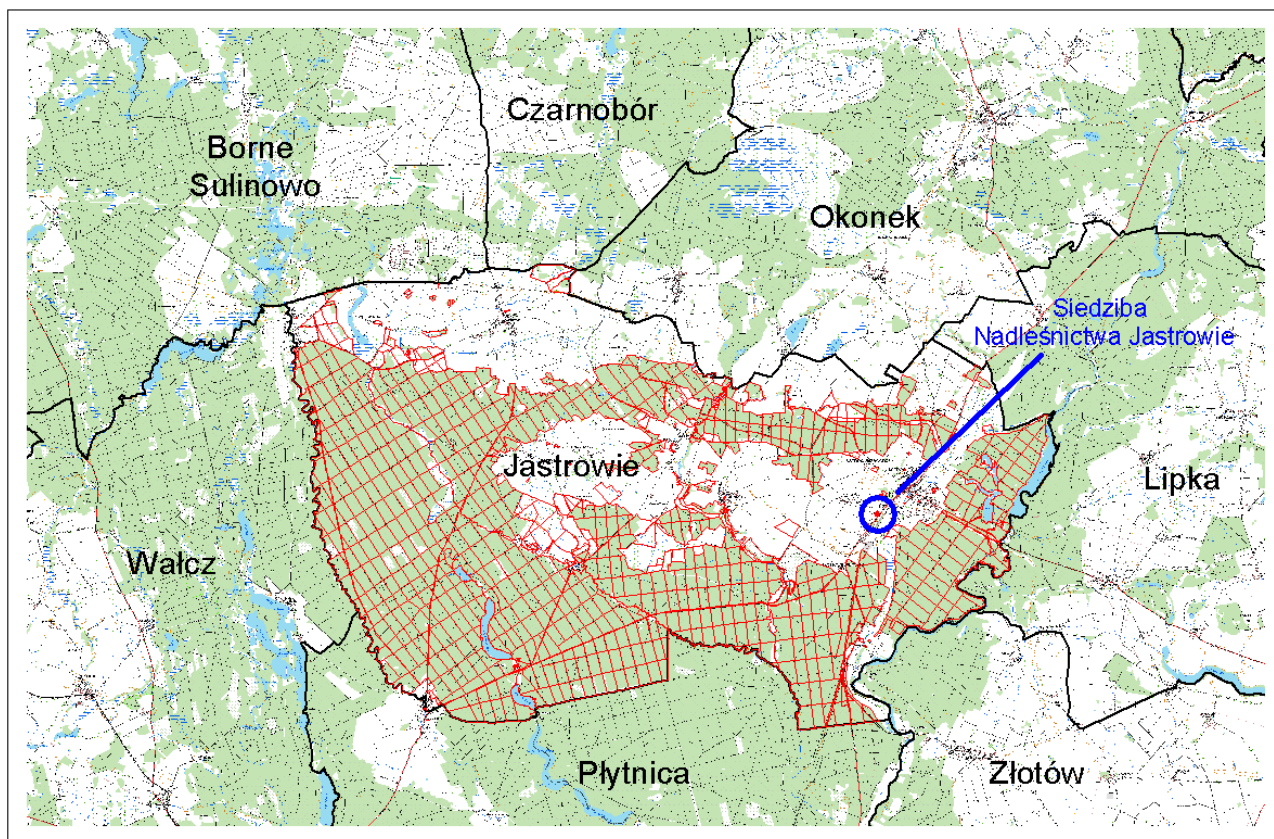 Czarnobór
Borne
Sulinowo
Okonek
Siedziba
Nadleśnictwa Jastrowie
Jastrowie
Lipka
Wałcz
Płytnica
Złotów